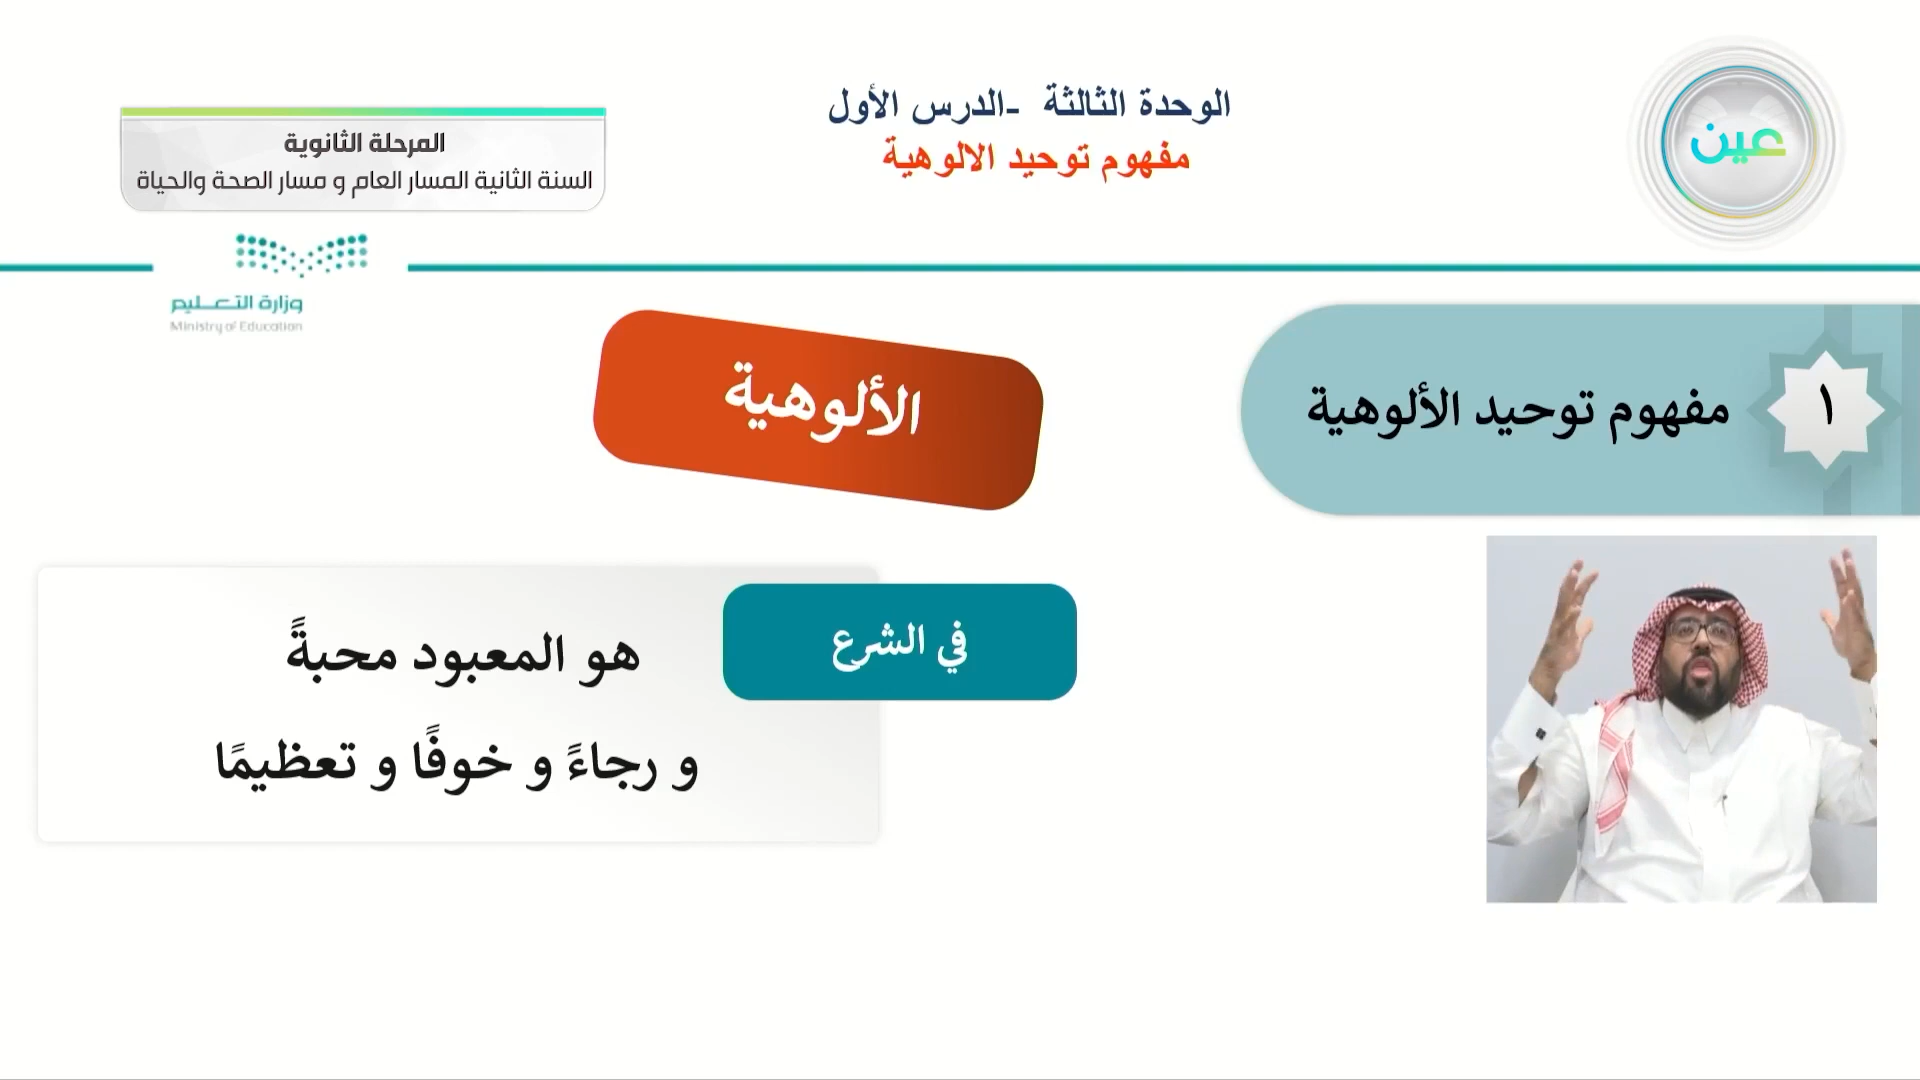 الوحدة الثالثة -الدرس الأول
مفهوم توحيد الالوهية
عين
المرحلة الثانوية
السنة الثانية المسار العام و مسار الصحة والحياة
وزارة التعليم
Ministry of Education
١
مفهوم توحيد الألوهية
الألوهية
في الشرع
هو المعبود محبةً
و رجاءً و خوفًا و تعظيمًا